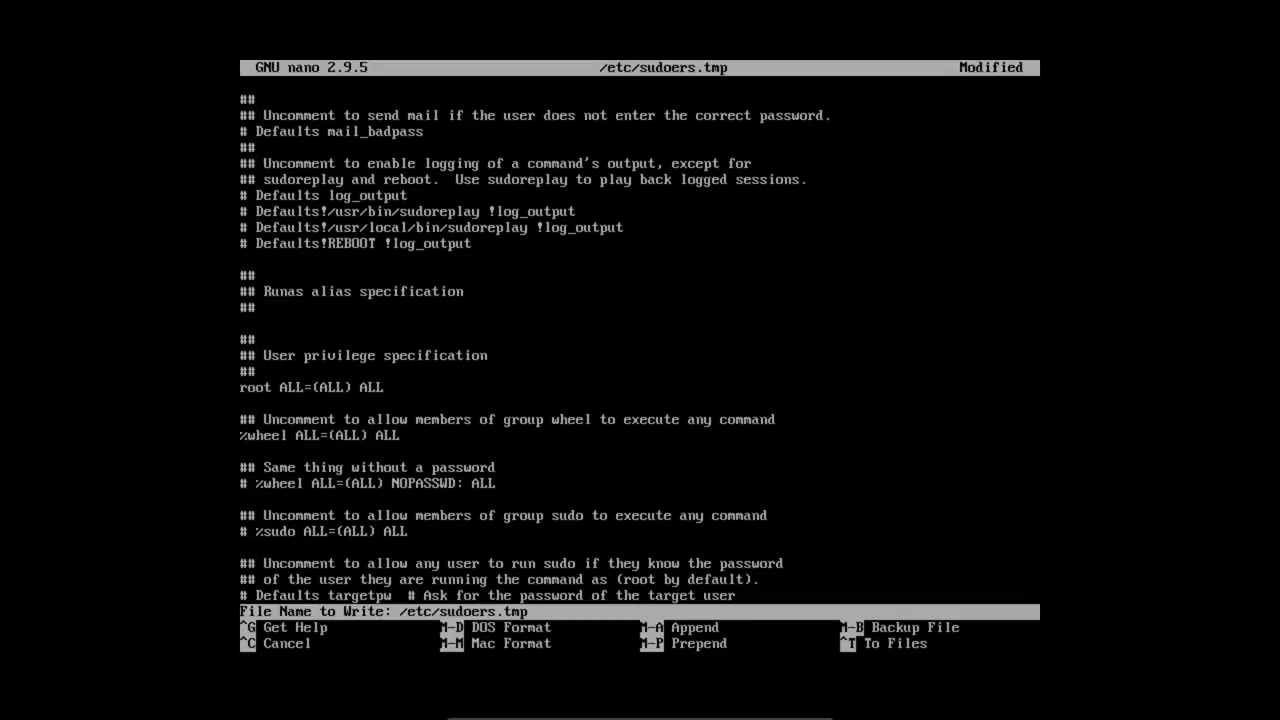 GNU nano 2.9.5 /etc/sudoers.tmp Modified
##
## Uncomment to send mail if the user does not enter the correct password.
# Defaults mail_badpass
##
## Uncomment to enable logging of a command's output, except for
## sudoreplay and reboot.  Use sudoreplay to play back logged sessions.
# Defaults log_output
# Defaults!/usr/bin/sudoreplay !log_output
# Defaults!/usr/local/bin/sudoreplay !log_output
# Defaults!REBOOT !log_output
##
## Runas alias specification
##
##
## User privilege specification
##
root ALL=(ALL) ALL
## Uncomment to allow members of group wheel to execute any command
%wheel ALL=(ALL) ALL
## Same thing without a password
# %wheel ALL=(ALL) NOPASSWD: ALL
## Uncomment to allow members of group sudo to execute any command
# %sudo ALL=(ALL) ALL
## Uncomment to allow any user to run sudo if they know the password
## of the user they are running the command as (root by default).
# Defaults targetpw  # Ask for the password of the target user
File Name to Write: /etc/sudoers.tmp
^G Get Help M-D DOS Format M-A Append M-B Backup File
^C Cancel M-M Mac Format M-P Prepend ^T To Files